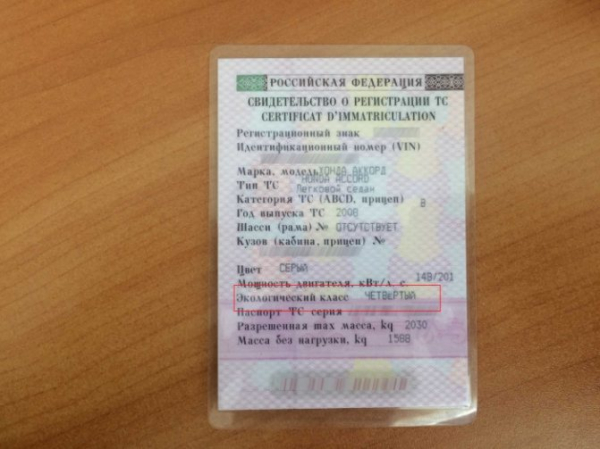 РОССИЙСКАЯ ФЕДЕРАЦИЯ
СВИДЕТЕЛЬСТВО О РЕГИСТРАЦИИ ТС
CERTIFICAT D'IMMATRICULATION
Регистрационный знак
Идентификационный номер (VIN)
Марка, модель ХОНДА АККОРД
HONDA ACCORD
Тип ТС Легковой седан
Категория ТС (ABCD, прицеп) B
Год выпуска ТС 2008
Шасси (рама) № ОТСУТСТВУЕТ
Кузов (кабина, прицеп) №
Цвет СЕРЫЙ
Мощность двигателя, кВт/л. с. 149/201
Экологический класс ЧЕТВЕРТЫЙ
Паспорт ТС серия
Разрешенная max масса, kg 2030
Масса без нагрузки, kg 1588